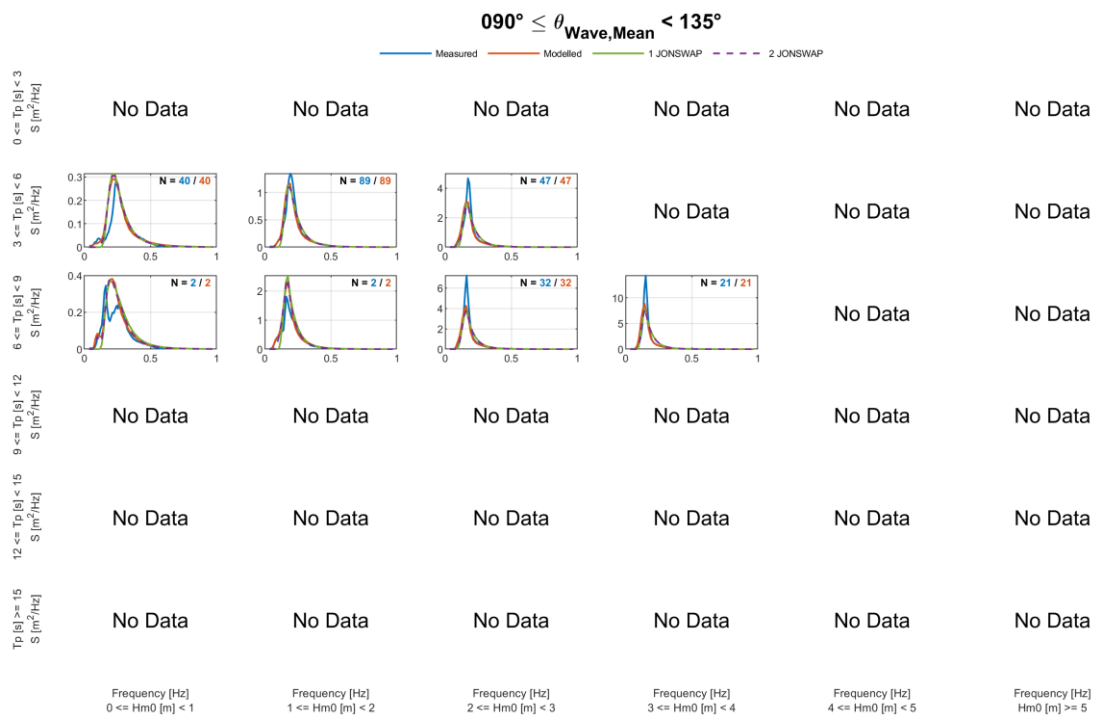 090° ≤ θWave,Mean < 135°
Measured Modelled 1 JONSWAP 2 JONSWAP
0 <= Tp [s] < 3
S [m²/Hz]
No Data No Data No Data No Data No Data No Data
3 <= Tp [s] < 6
S [m²/Hz]
0.3
0.2
0.1
0
0 0.5 1
N = 40 / 40
1
0.5
0
0 0.5 1
N = 89 / 89
4
2
0
0 0.5 1
N = 47 / 47
No Data No Data No Data
6 <= Tp [s] < 9
S [m²/Hz]
0.4
0.2
0
0 0.5 1
N = 2 / 2
2
1
0
0 0.5 1
N = 2 / 2
6
4
2
0
0 0.5 1
N = 32 / 32
10
5
0
0 0.5 1
N = 21 / 21
No Data No Data
9 <= Tp [s] < 12
S [m²/Hz]
No Data No Data No Data No Data No Data No Data
12 <= Tp [s] < 15
S [m²/Hz]
No Data No Data No Data No Data No Data No Data
Tp [s] >= 15
S [m²/Hz]
No Data No Data No Data No Data No Data No Data
Frequency [Hz] Frequency [Hz] Frequency [Hz] Frequency [Hz] Frequency [Hz] Frequency [Hz]
0 <= Hm0 [m] < 1 1 <= Hm0 [m] < 2 2 <= Hm0 [m] < 3 3 <= Hm0 [m] < 4 4 <= Hm0 [m] < 5 Hm0 [m] >= 5